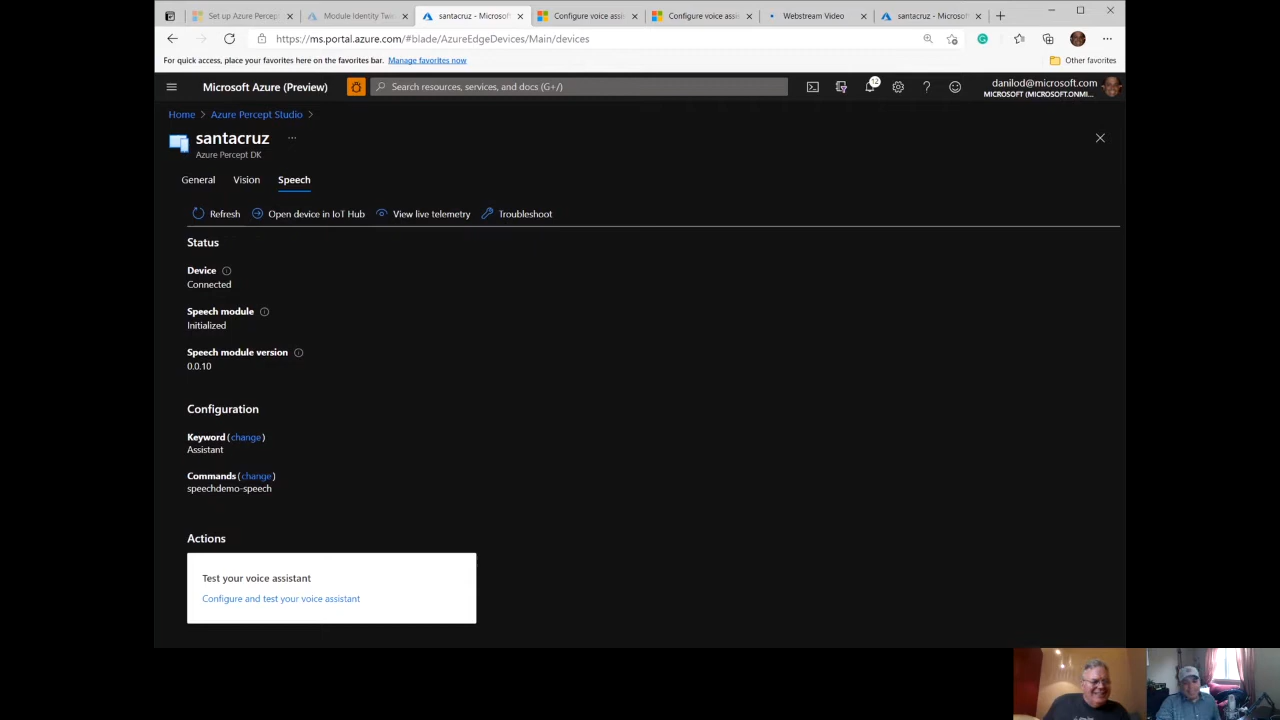 Set up Azure Percep
Module Identity Twin
santacruz - Microsof
Configure voice assi
Configure voice ass
Webstream Video
santacruz - Microsof
https://ms.portal.azure.com/#blade/AzureEdgeDevices/Main/devices
For quick access, place your favorites here on the favorites bar. Manage favorites now
Other favorites
Microsoft Azure (Preview)
Search resources, services, and docs (G+/)
12
danilod@microsoft.com
MICROSOFT (MICROSOFT.ONMI...
Home > Azure Percept Studio >
santacruz ...
Azure Percept DK
General Vision Speech
Refresh Open device in IoT Hub View live telemetry Troubleshoot
Status
Device
Connected
Speech module
Initialized
Speech module version
0.0.10
Configuration
Keyword (change)
Assistant
Commands (change)
speechdemo-speech
Actions
Test your voice assistant
Configure and test your voice assistant